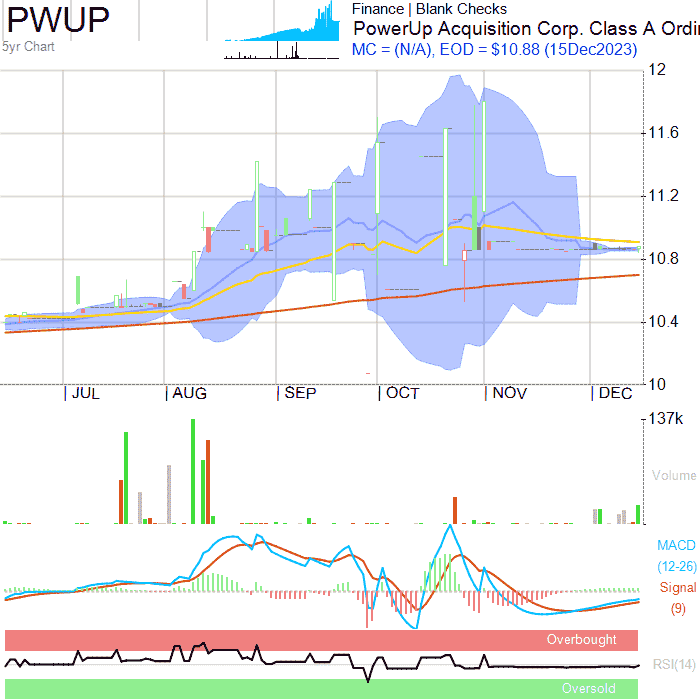 PWUP
5yr Chart
Finance | Blank Checks
PowerUp Acquisition Corp. Class A Ordi
MC = (N/A), EOD = $10.88 (15Dec2023)
12
11.6
11.2
10.8
10.4
10
JUL AUG SEP OCT NOV DEC
137k
Volume
MACD
(12-26)
Signal
(9)
Overbought
RSI(14)
Oversold